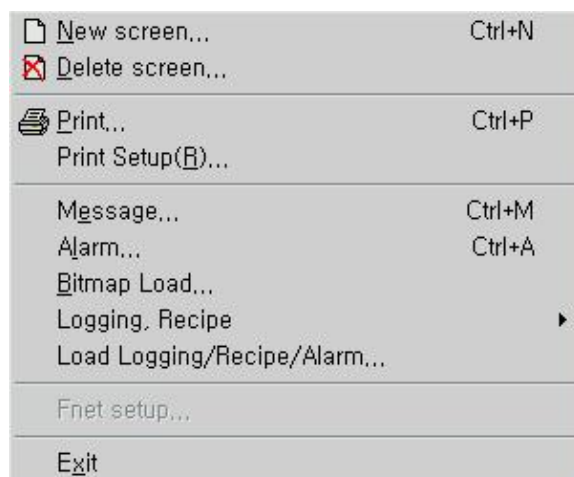 New screen... Ctrl+N
Delete screen...
Print... Ctrl+P
Print Setup(R)...
Message... Ctrl+M
Alarm... Ctrl+A
Bitmap Load...
Logging, Recipe
Load Logging/Recipe/Alarm...
Fnet setup...
Exit